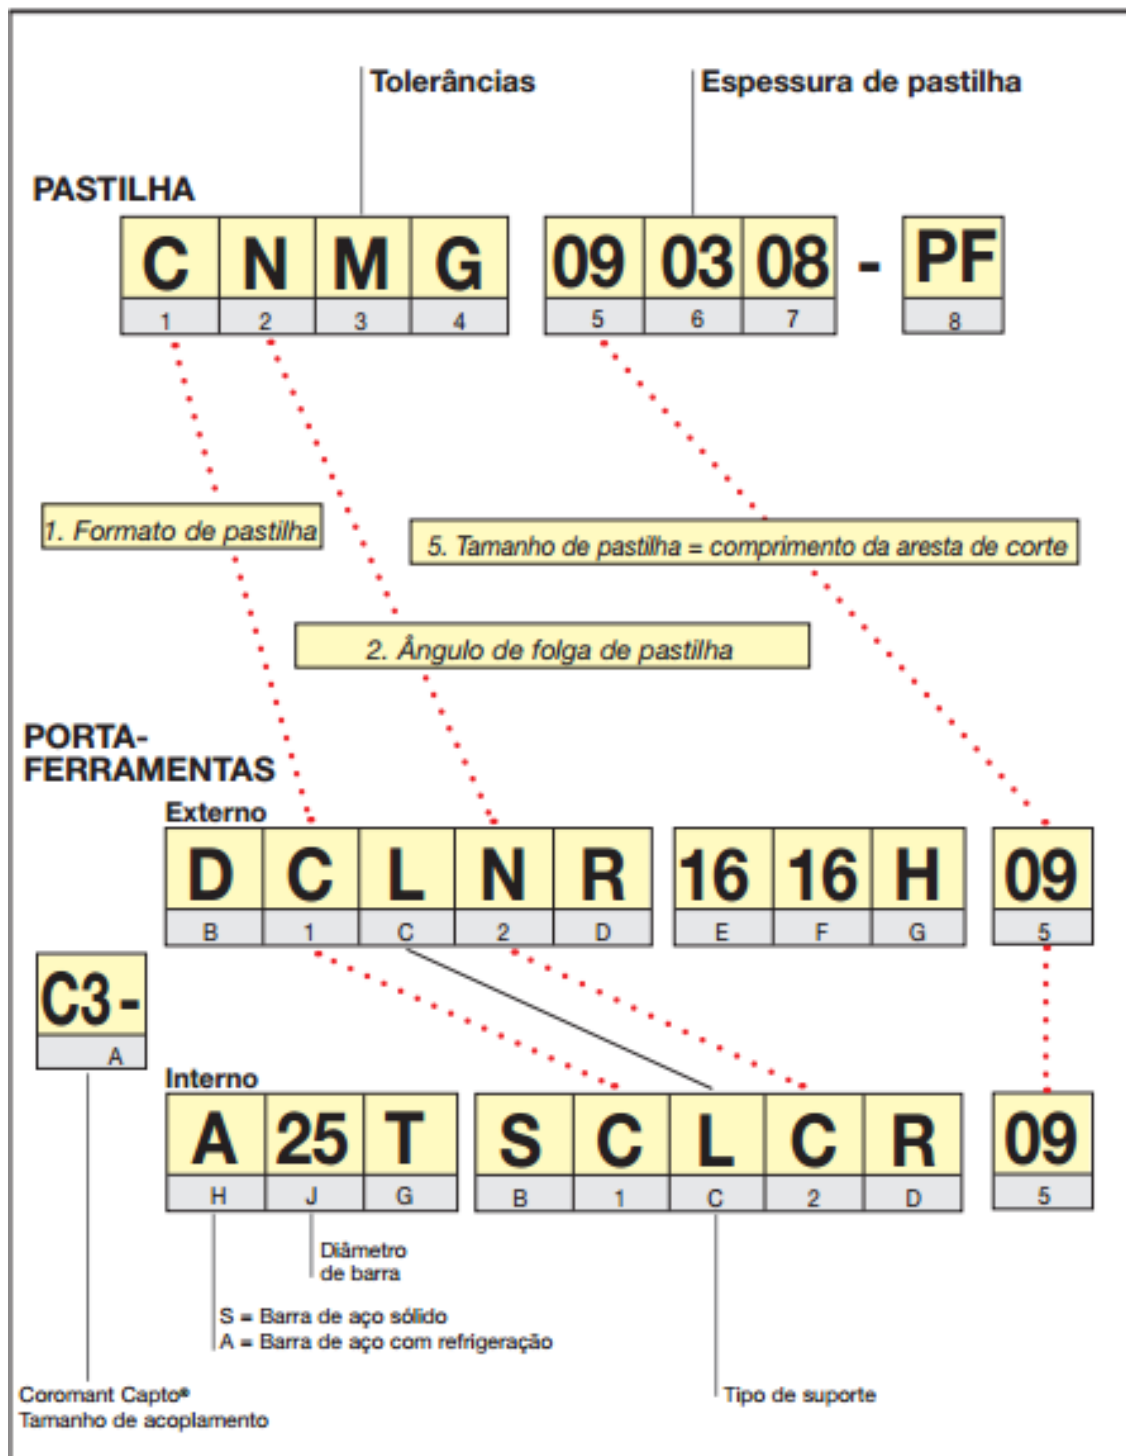 Tolerâncias Espessura de pastilha
PASTILHA
C N M G 09 03 08 - PF
1 2 3 4 5 6 7 8
1. Formato de pastilha
5. Tamanho de pastilha = comprimento da aresta de corte
2. Ângulo de folga de pastilha
PORTA-
FERRAMENTAS
Externo
D C L N R 16 16 H 09
B 1 C 2 D E F G 5
C3 -
A
Interno
A 25 T S C L C R 09
H J G B 1 C 2 D 5
Diâmetro
de barra
S = Barra de aço sólido
A = Barra de aço com refrigeração
Coromant Capto®
Tamanho de acoplamento
Tipo de suporte